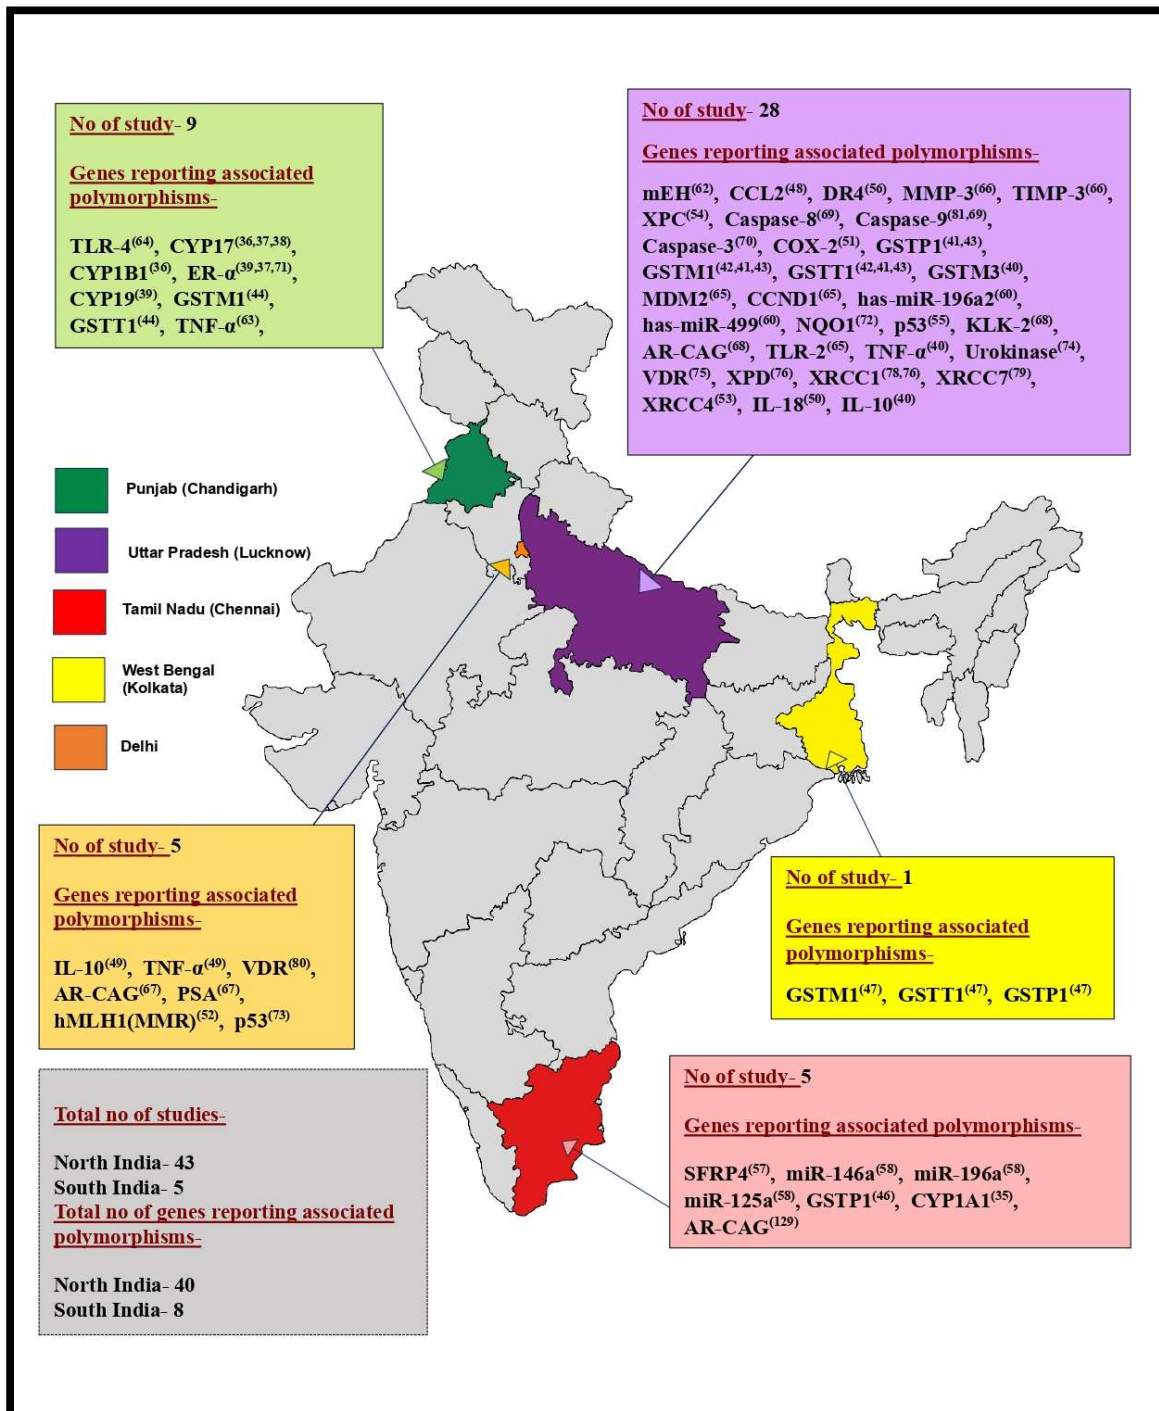 No of study- 9
Genes reporting associated
polymorphisms-
TLR-4(64), CYP17(36,37,38)
CYP1B1(36), ER-α(39,37,71)
CYP19(39), GSTM1(44),
GSTT1(44), TNF-α(63),
No of study- 28
Genes reporting associated polymorphisms-
mEH(62), CCL2(48), DR4(56), MMP-3(66), TIMP-3(66),
XPC(54), Caspase-8(69), Caspase-9(81,69),
Caspase-3(70), COX-2(51), GSTP1(41,43)
GSTM1(42,41,43), GSTT1(42,41,43), GSTM3(40)
MDM2(65), CCND1(65), has-miR-196a2(60),
has-miR-499(60), NQO1(72), p53(55), KLK-2(68),
AR-CAG(68), TLR-2(65), TNF-α(40), Urokinase(74)
VDR(75), XPD(76), XRCC1(78,76), XRCC7(79),
XRCC4(53), IL-18(50), IL-10(40)
Punjab (Chandigarh)
Uttar Pradesh (Lucknow)
Tamil Nadu (Chennai)
West Bengal
(Kolkata)
Delhi
No of study- 5
Genes reporting associated
polymorphisms-
IL-10(49), TNF-α(49), VDR(80),
AR-CAG(67), PSA(67),
hMLH1(MMR)(52), p53(73)
No of study- 1
Genes reporting associated
polymorphisms-
GSTM1(47), GSTT1(47), GSTP1(47)
No of study- 5
Genes reporting associated polymorphisms-
SFRP4(57), miR-146a(58), miR-196a(58),
miR-125a(58), GSTP1(46), CYP1A1(35),
AR-CAG(129)
Total no of studies-
North India- 43
South India- 5
Total no of genes reporting associated
polymorphisms-
North India- 40
South India- 8